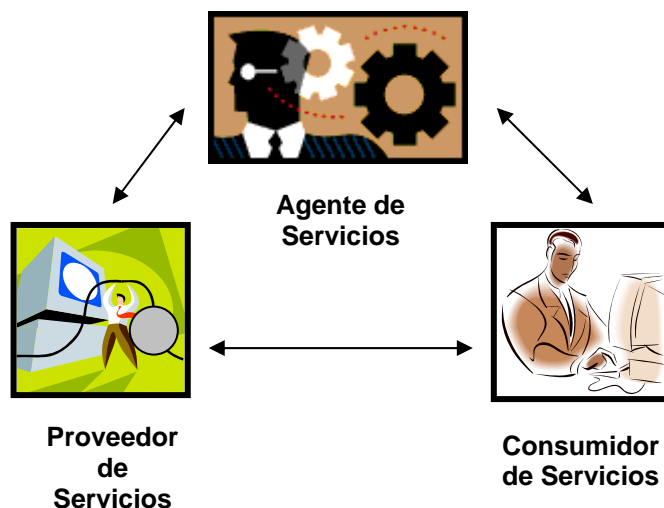 Agente de
Servicios
Proveedor
de
Servicios
Consumidor
de Servicios